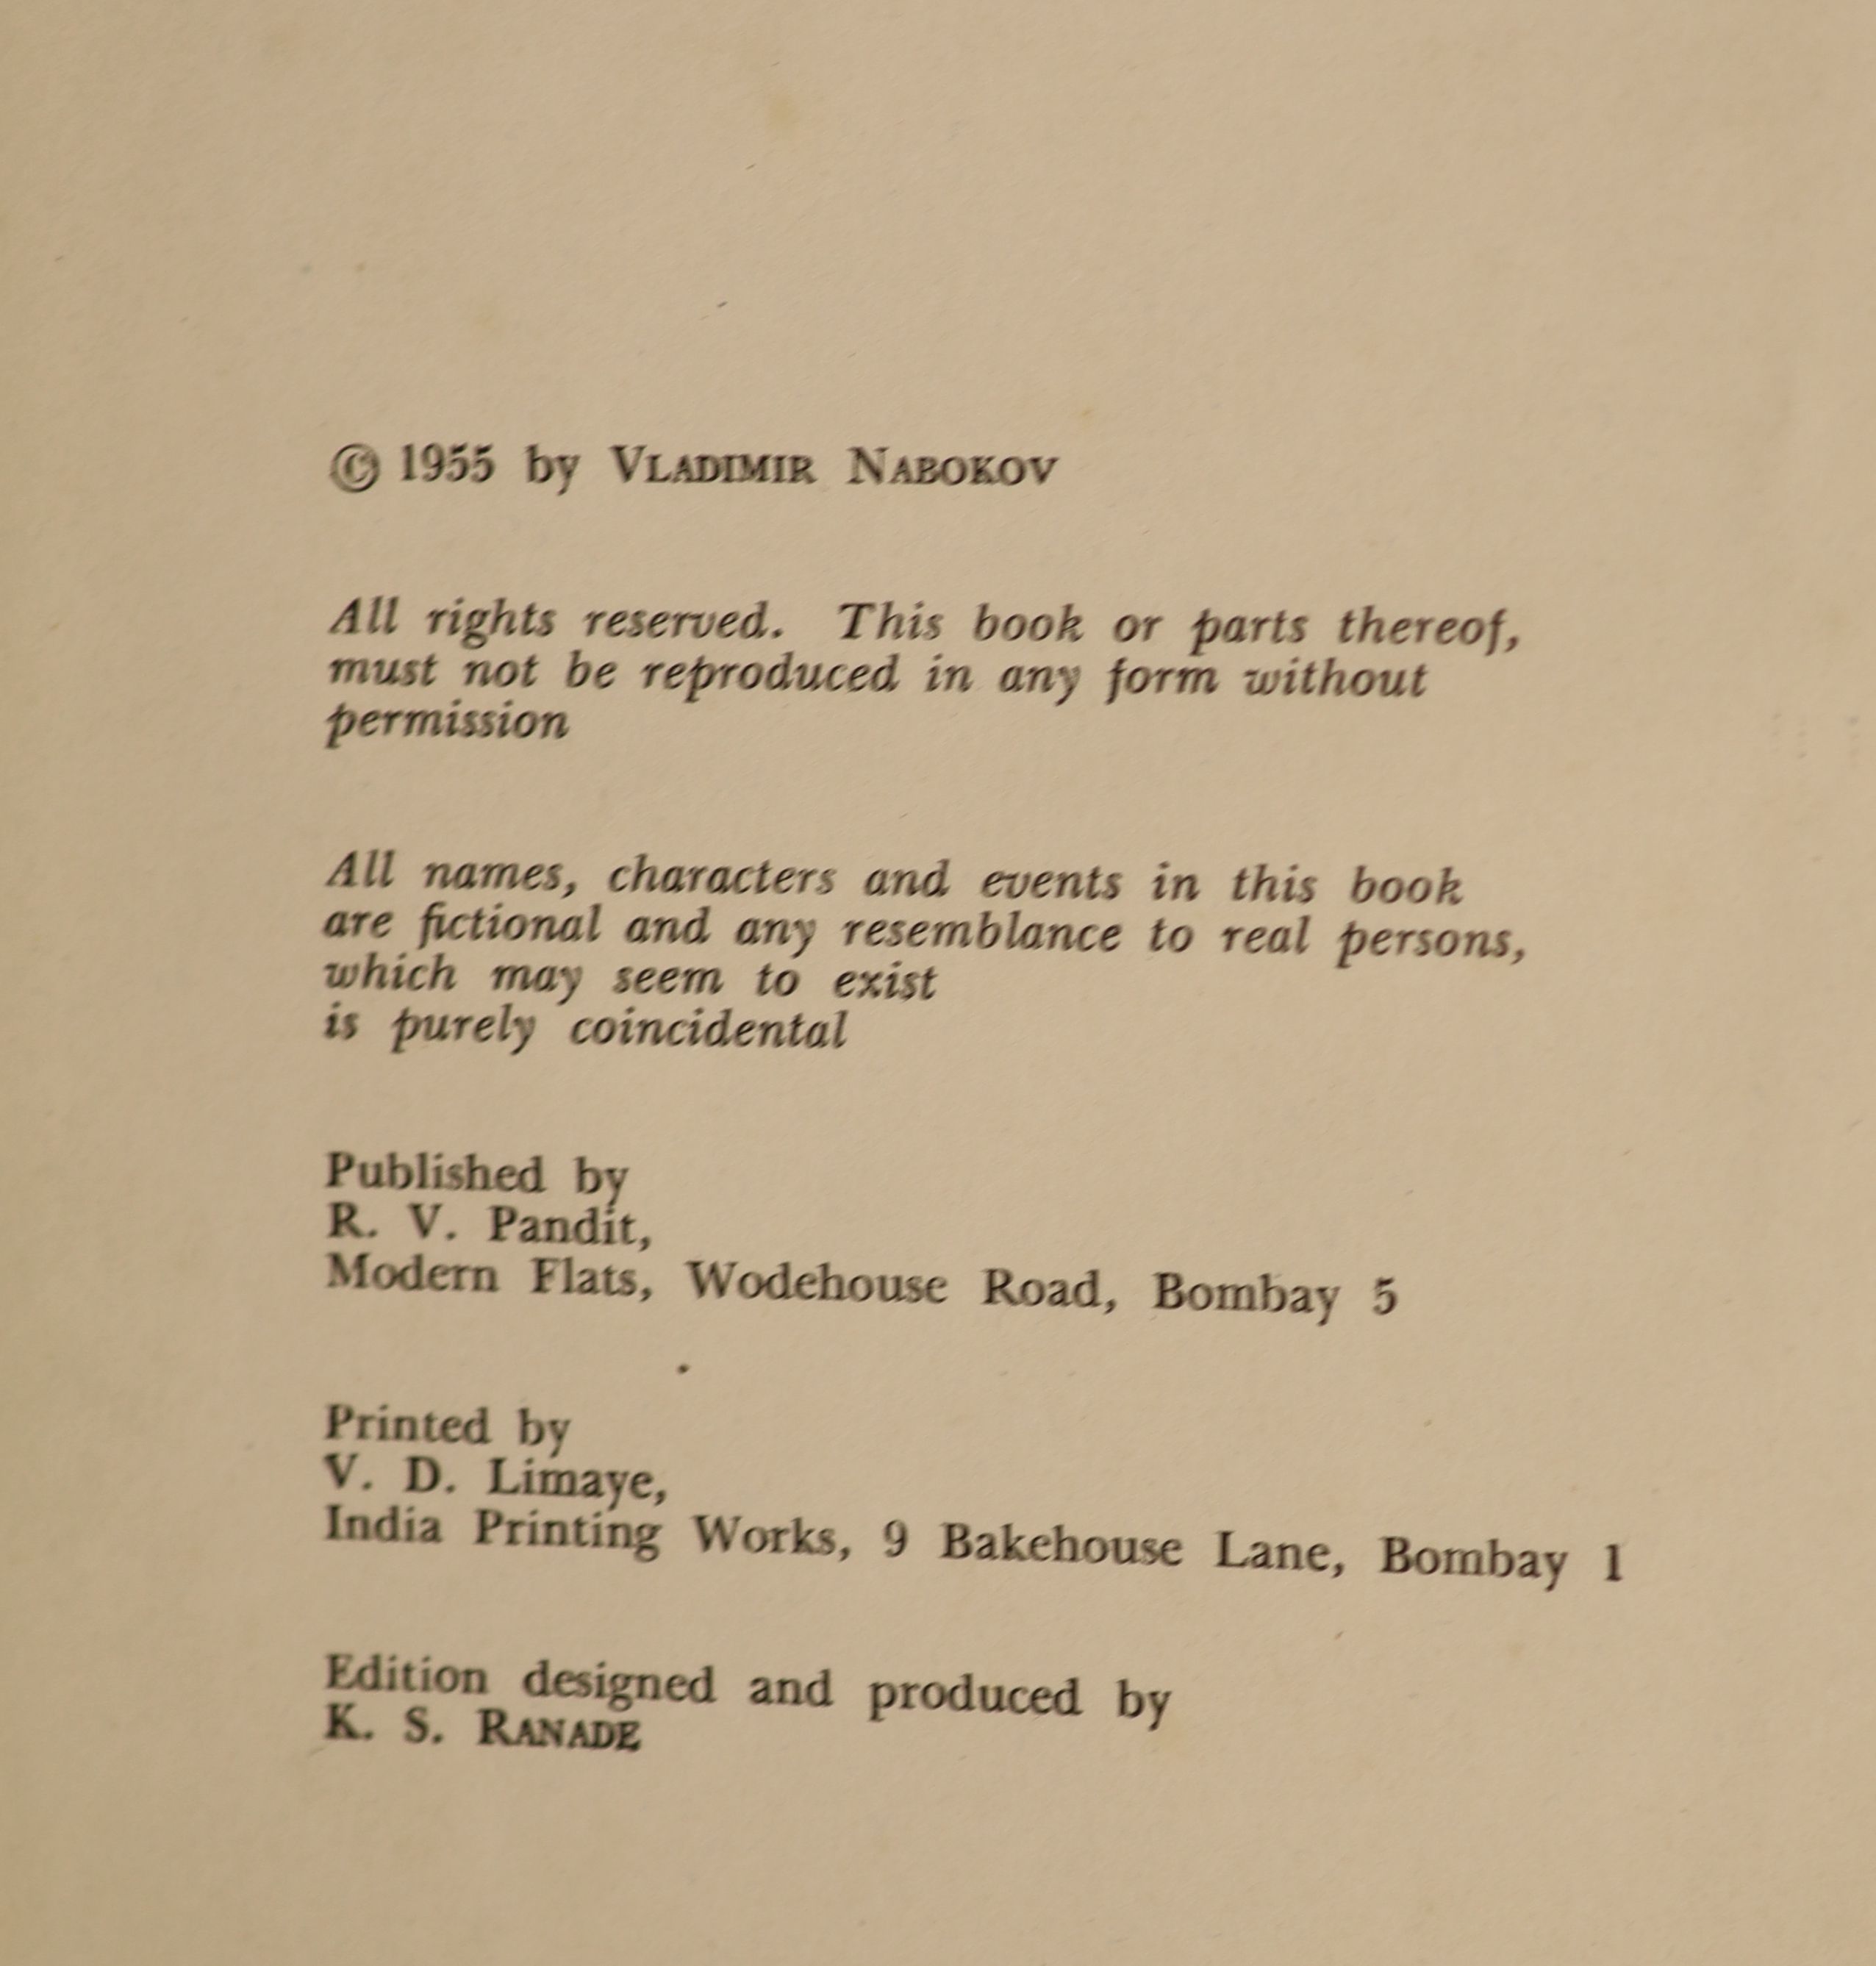 © 1955 by VLADIMIR NABOKOV
All rights reserved. This book or parts thereof,
must not be reproduced in any form without
permission
All names, characters and events in this book
are fictional and any resemblance to real persons,
which may seem to exist
is purely coincidental
Published by
R. V. Pandit,
Modern Flats, Wodehouse Road, Bombay 5
Printed by
V. D. Limaye,
India Printing Works, 9 Bakehouse Lane, Bombay 1
Edition designed and produced by
K. S. RANADE